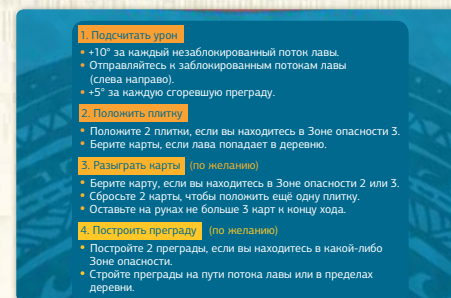 1. Подсчитать урон
• +10° за каждый незаблокированный поток лавы.
• Отправляйтесь к заблокированным потокам лавы
(слева направо).
• +5° за каждую сгоревшую преграду.
2. Положить плитку
• Положите 2 плитки, если вы находитесь в Зоне опасности 3.
• Берите карты, если лава попадает в деревню.
3. Разыграть карты (по желанию)
• Берите карту, если вы находитесь в Зоне опасности 2 или 3.
• Сбросьте 2 карты, чтобы положить ещё одну плитку.
• Оставьте на руках не больше 3 карт к концу хода.
4. Построить преграду (по желанию)
• Постройте 2 преграды, если вы находитесь в какой-либо
Зоне опасности.
• Стройте преграды на пути потока лавы или в пределах
деревни.